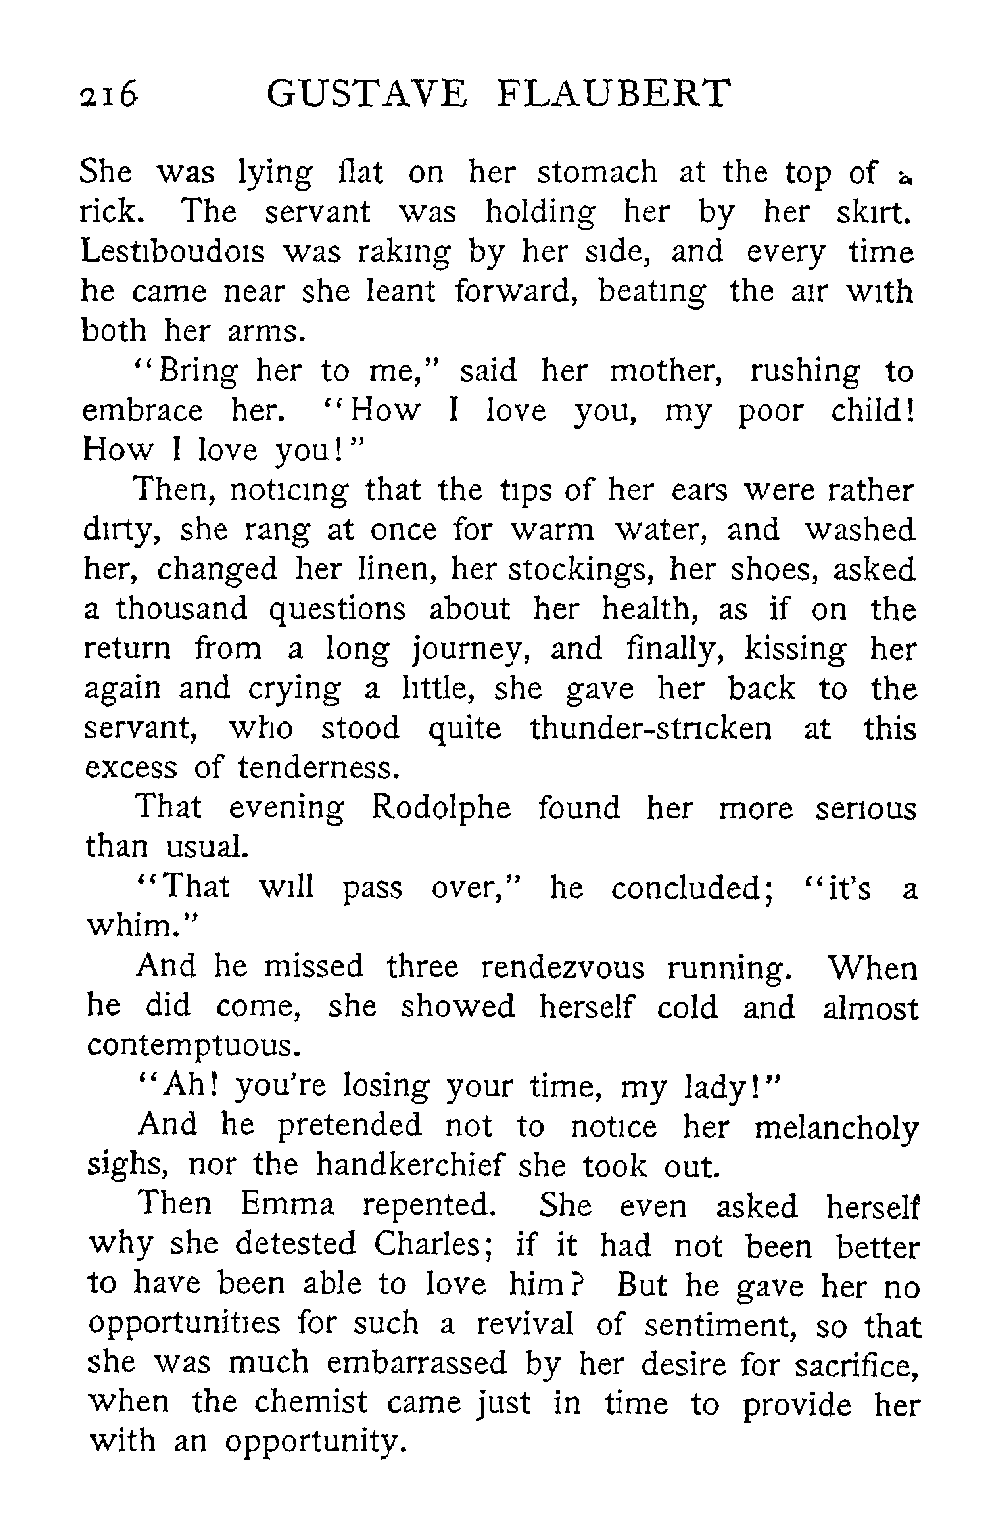 216 GUSTAVE FLAUBERT
She was lying flat on her stomach at the top of a
rick. The servant was holding her by her skirt.
Lestiboudois was raking by her side, and every time
he came near she leant forward, beating the air with
both her arms.
"Bring her to me," said her mother, rushing to
embrace her. "How I love you, my poor child!
How I love you!"
Then, noticing that the tips of her ears were rather
dirty, she rang at once for warm water, and washed
her, changed her linen, her stockings, her shoes, asked
a thousand questions about her health, as if on the
return from a long journey, and finally, kissing her
again and crying a little, she gave her back to the
servant, who stood quite thunder-stricken at this
excess of tenderness.
That evening Rodolphe found her more serious
than usual.
"That will pass over," he concluded; "it's a
whim."
And he missed three rendezvous running. When
he did come, she showed herself cold and almost
contemptuous.
"Ah! you're losing your time, my lady!"
And he pretended not to notice her melancholy
sighs, nor the handkerchief she took out.
Then Emma repented. She even asked herself
why she detested Charles; if it had not been better
to have been able to love him? But he gave her no
opportunities for such a revival of sentiment, so that
she was much embarrassed by her desire for sacrifice,
when the chemist came just in time to provide her
with an opportunity.